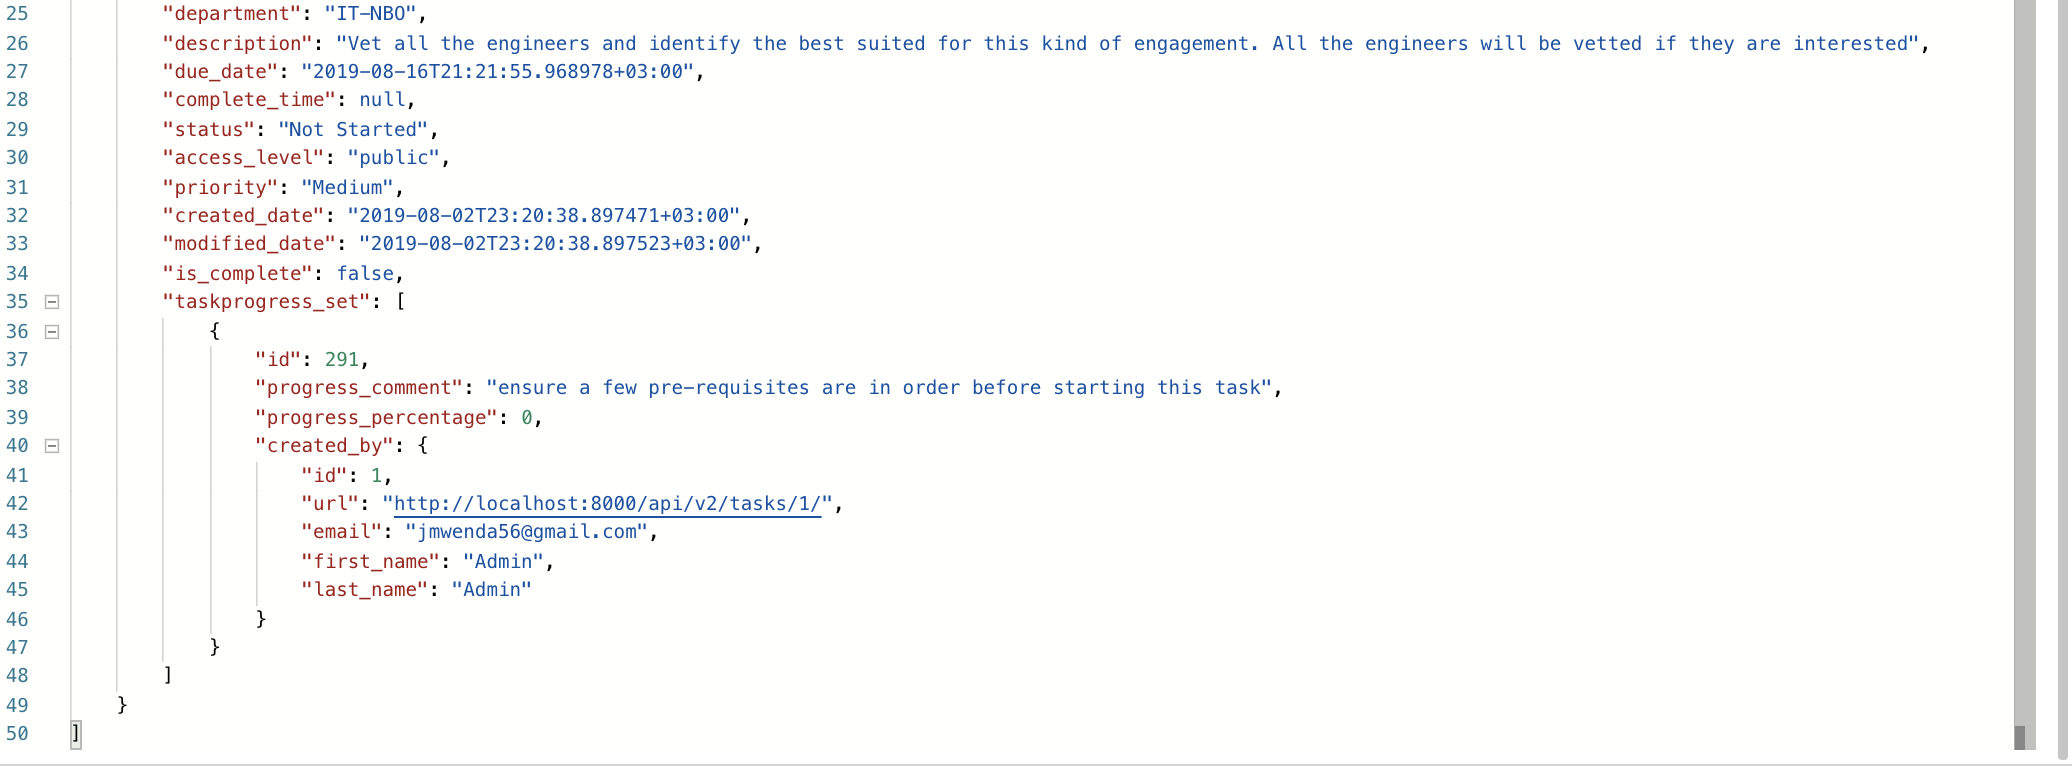 25 "department": "IT-NBO",
26 "description": "Vet all the engineers and identify the best suited for this kind of engagement. All the engineers will be vetted if they are interested",
27 "due_date": "2019-08-16T21:21:55.968978+03:00",
28 "complete_time": null,
29 "status": "Not Started",
30 "access_level": "public",
31 "priority": "Medium",
32 "created_date": "2019-08-02T23:20:38.897471+03:00",
33 "modified_date": "2019-08-02T23:20:38.897523+03:00",
34 "is_complete": false,
35 "taskprogress_set": [
36 {
37 "id": 291,
38 "progress_comment": "ensure a few pre-requisites are in order before starting this task",
39 "progress_percentage": 0,
40 "created_by": {
41 "id": 1,
42 "url": "http://localhost:8000/api/v2/tasks/1/",
43 "email": "jmwenda56@gmail.com",
44 "first_name": "Admin",
45 "last_name": "Admin"
46 }
47 }
48 ]
49 }
50 ]